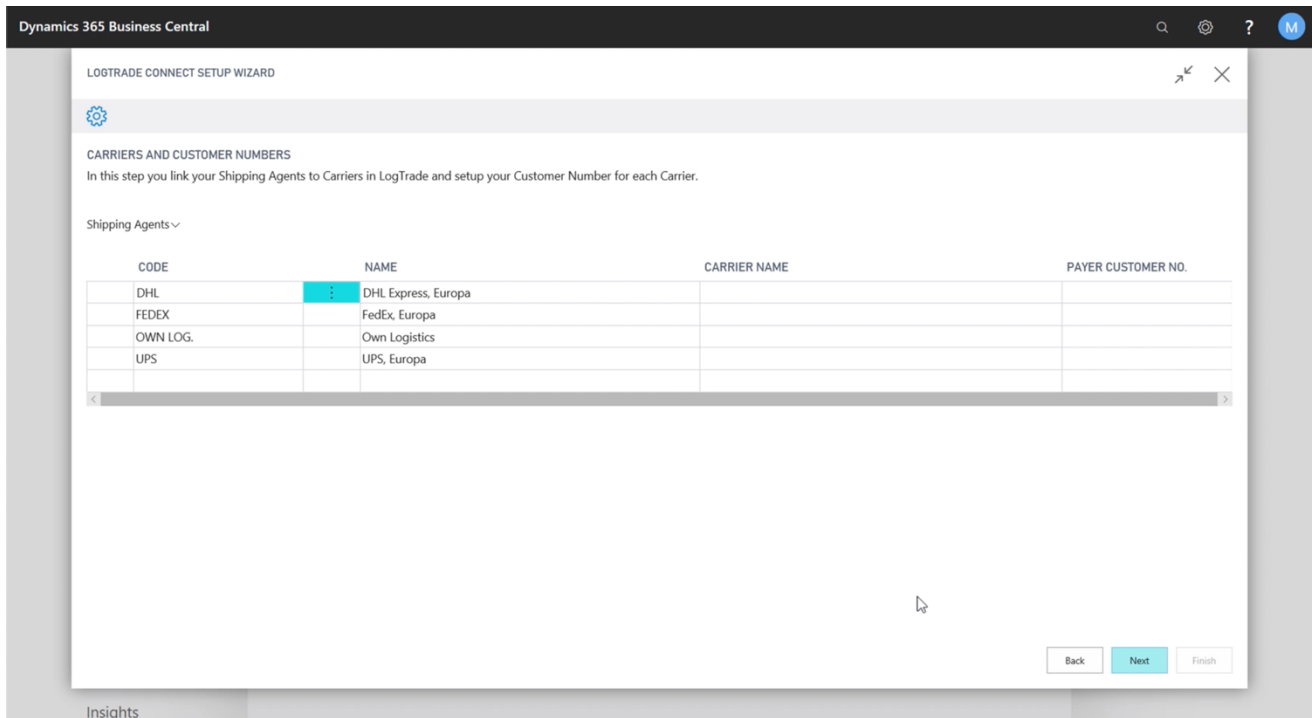 Dynamics 365 Business Central
?
M
LOGTRADE CONNECT SETUP WIZARD
CARRIERS AND CUSTOMER NUMBERS
In this step you link your Shipping Agents to Carriers in LogTrade and setup your Customer Number for each Carrier.
Shipping Agents
CODE NAME CARRIER NAME PAYER CUSTOMER NO.
DHL DHL Express, Europa
FEDEX FedEx, Europa
OWN LOG. Own Logistics
UPS UPS, Europa
Back Next Finish
Insights